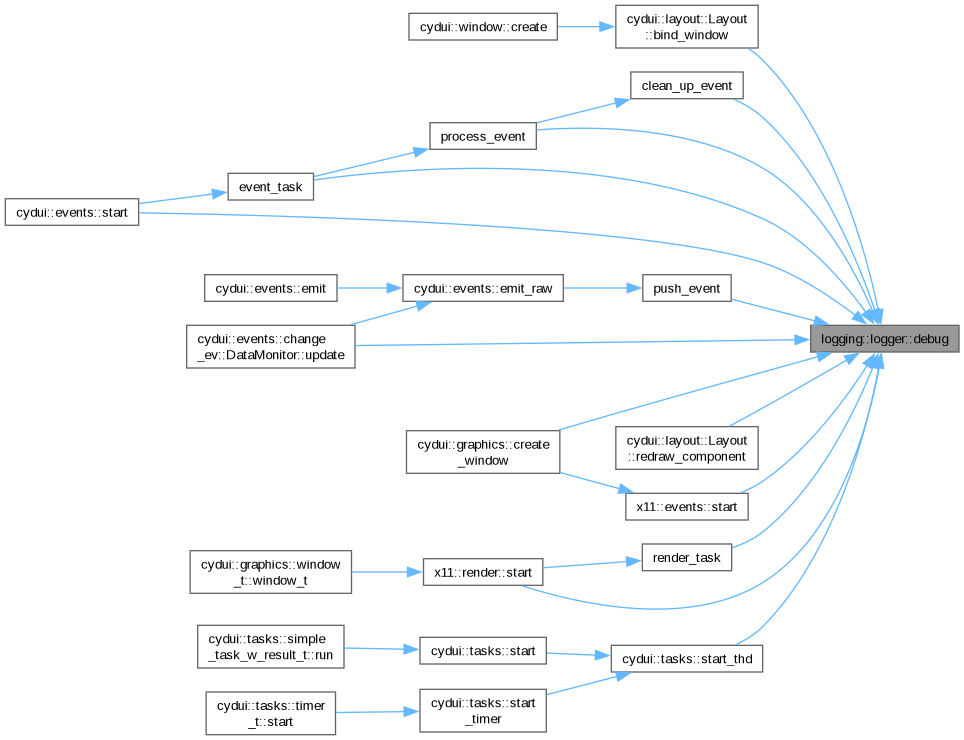 cydui::window::create
cydui::layout::Layout
::bind_window
clean_up_event
process_event
event_task
cydui::events::start
cydui::events::emit
cydui::events::emit_raw
push_event
cydui::events::change
_ev::DataMonitor::update
logging::logger::debug
cydui::graphics::create
_window
cydui::layout::Layout
::redraw_component
x11::events::start
render_task
cydui::graphics::window
_t::window_t
x11::render::start
cydui::tasks::simple
_task_w_result_t::run
cydui::tasks::start
cydui::tasks::start_thd
cydui::tasks::timer
_t::start
cydui::tasks::start
_timer